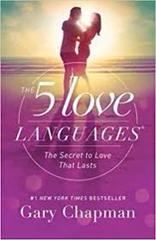 THE
5 love
LANGUAGES®
The Secret to Love
That Lasts
#1 NEW YORK TIMES BESTSELLER
Gary Chapman